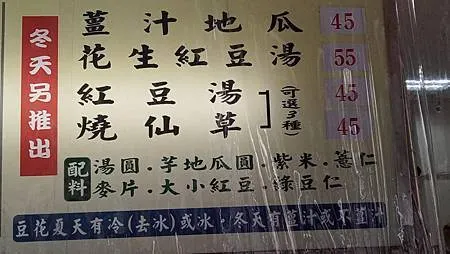 冬天另推出
薑汁地瓜 45
花生紅豆湯 55
紅豆湯 45
燒仙草 45
(可選3種)
配料
湯圓.芋地瓜圓.紫米.薏仁
麥片.大小紅豆.綠豆仁
豆花夏天有冷(去冰)或冰.冬天有薑汁或不薑汁